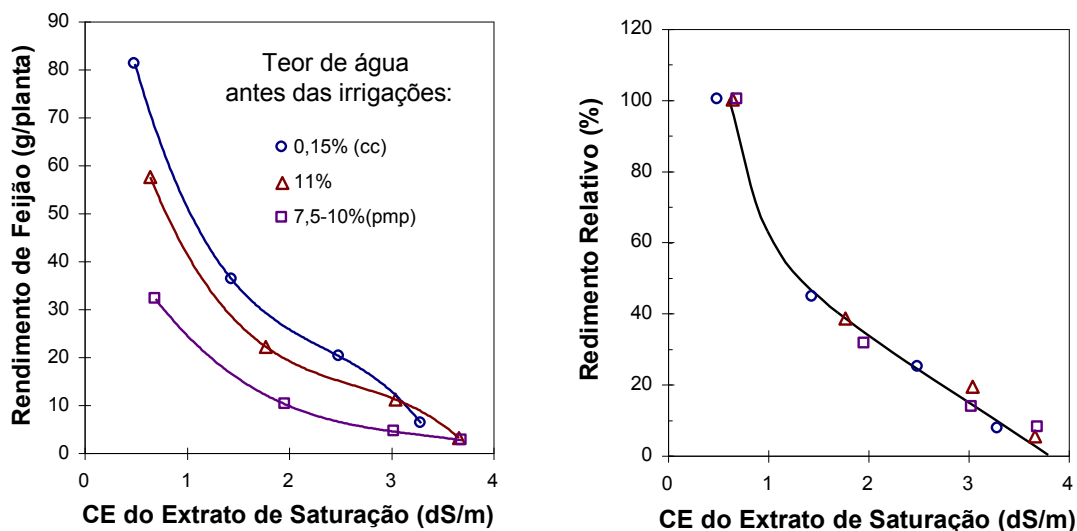 90
80
70
60
50
40
30
20
10
0
Rendimento de Feijão (g/planta)
Teor de água
antes das irrigações:
0,15% (cc)
11%
7,5-10%(pmp)
0 1 2 3 4
CE do Extrato de Saturação (dS/m)
120
100
80
60
40
20
0
Redimento Relativo (%)
0 1 2 3 4
CE do Extrato de Saturação (dS/m)